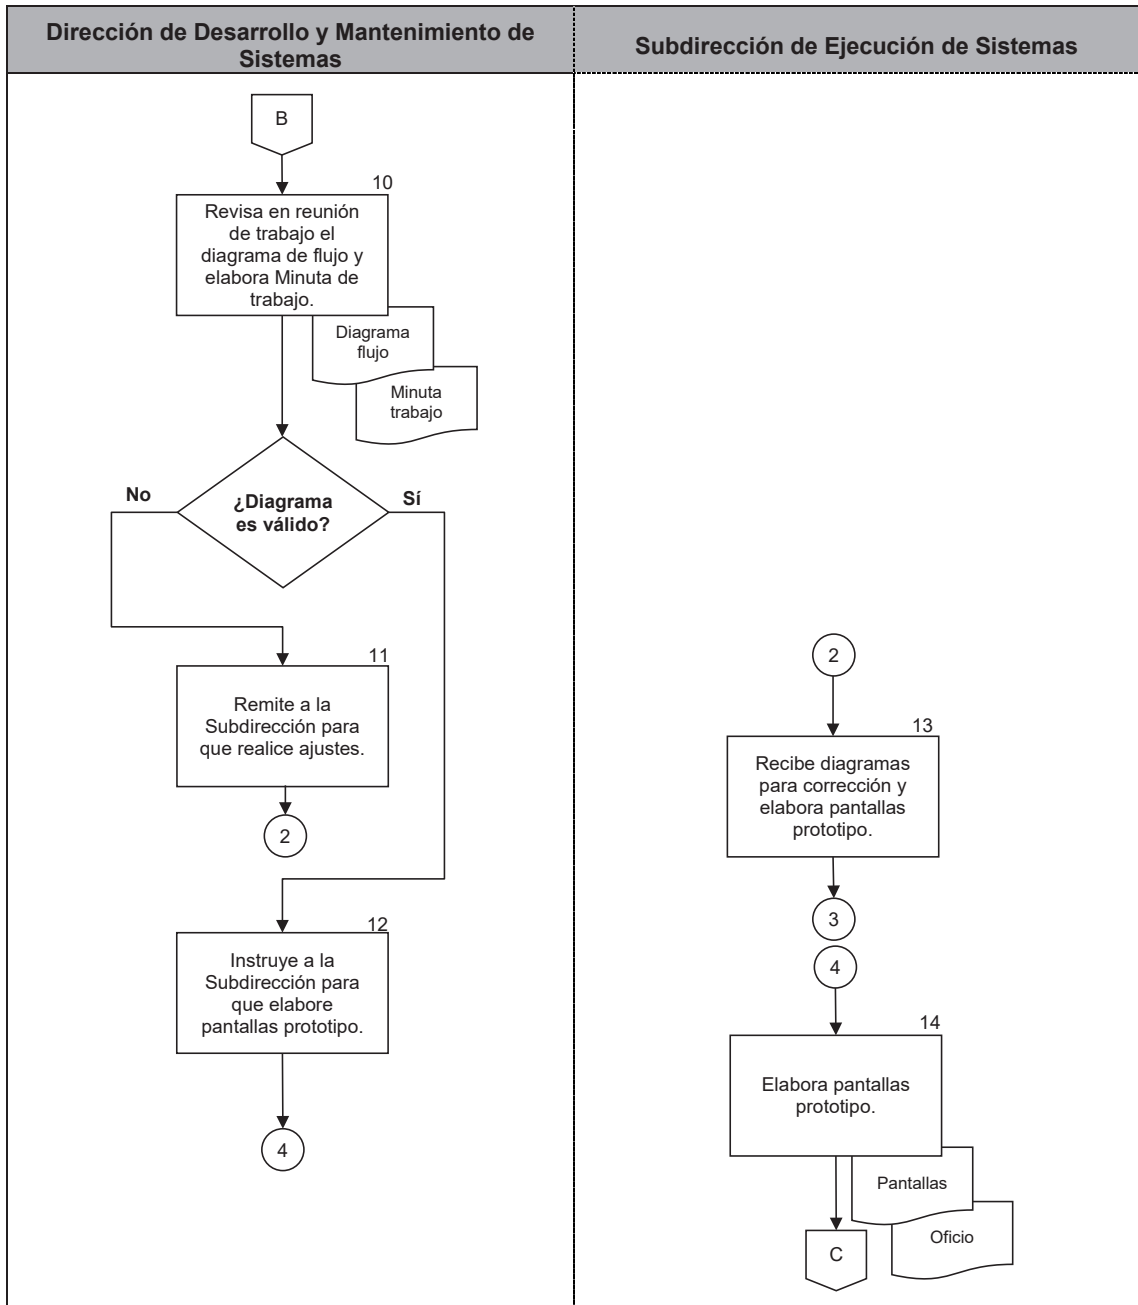 Dirección de Desarrollo y Mantenimiento de
Sistemas
Subdirección de Ejecución de Sistemas
B
10
Revisa en reunión
de trabajo el
diagrama de flujo y
elabora Minuta de
trabajo.
Diagrama
flujo
Minuta
trabajo
No
¿Diagrama
es válido?
Sí
11
Remite a la
Subdirección para
que realice ajustes.
2
12
Instruye a la
Subdirección para
que elabore
pantallas prototipo.
4
2
13
Recibe diagramas
para corrección y
elabora pantallas
prototipo.
3
4
14
Elabora pantallas
prototipo.
Pantallas
Oficio
C